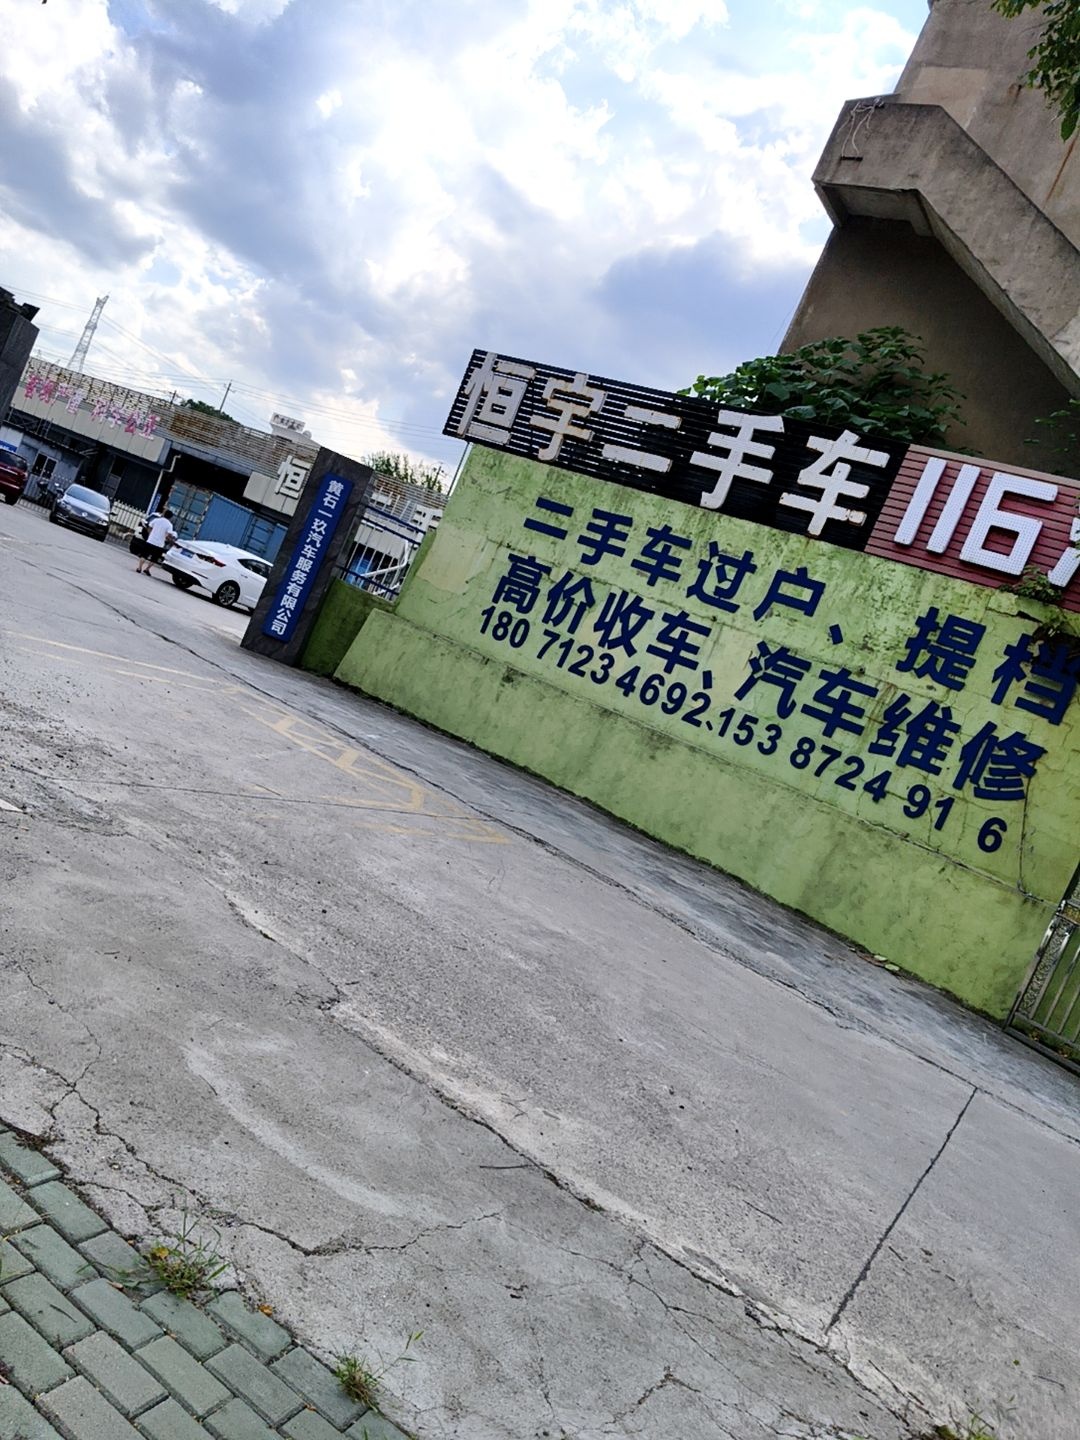 恒宇二手车
116
二手车过户、提档
高价收车、汽车维修
180 7123 4692、153 8724 91 6
黄石一玖汽车服务有限公司
恒